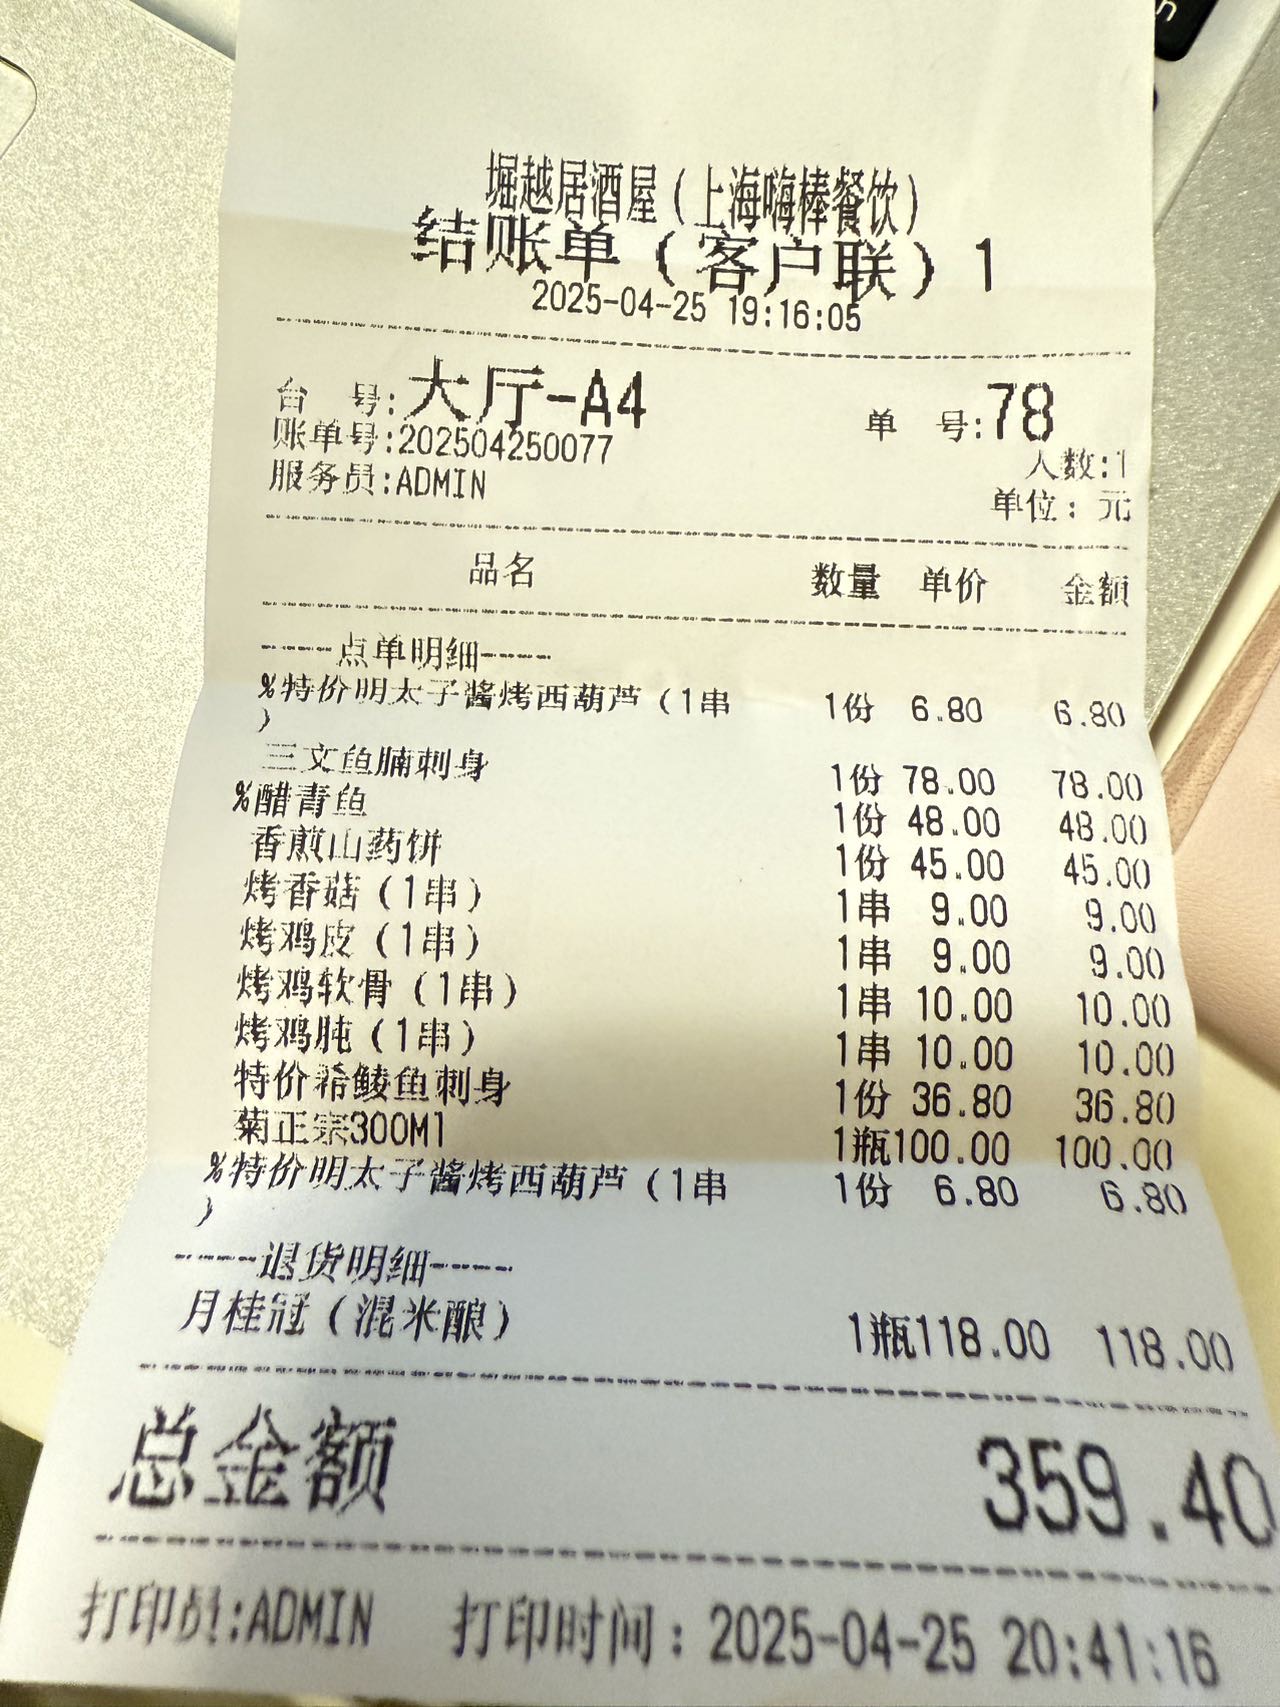 堀越居酒屋（上海嗨棒餐饮）
结账单（客户联）1
2025-04-25 19:16:05
台 号:大厅-A4 单 号:78
账单号:202504250077 人数:1
服务员:ADMIN 单位：元
品名 数量 单价 金额
-----点单明细-----
%特价明太子酱烤西葫芦（1串 1份 6.80 6.80
）
三文鱼腩刺身 1份 78.00 78.00
%醋青鱼 1份 48.00 48.00
香煎山药饼 1份 45.00 45.00
烤香菇（1串） 1串 9.00 9.00
烤鸡皮（1串） 1串 9.00 9.00
烤鸡软骨（1串） 1串 10.00 10.00
烤鸡肫（1串） 1串 10.00 10.00
特价希鲮鱼刺身 1份 36.80 36.80
菊正宗300Ml 1瓶100.00 100.00
%特价明太子酱烤西葫芦（1串 1份 6.80 6.80
）
-----退货明细-----
月桂冠（混米酿） 1瓶118.00 118.00
总金额 359.40
打印员:ADMIN 打印时间：2025-04-25 20:41:16